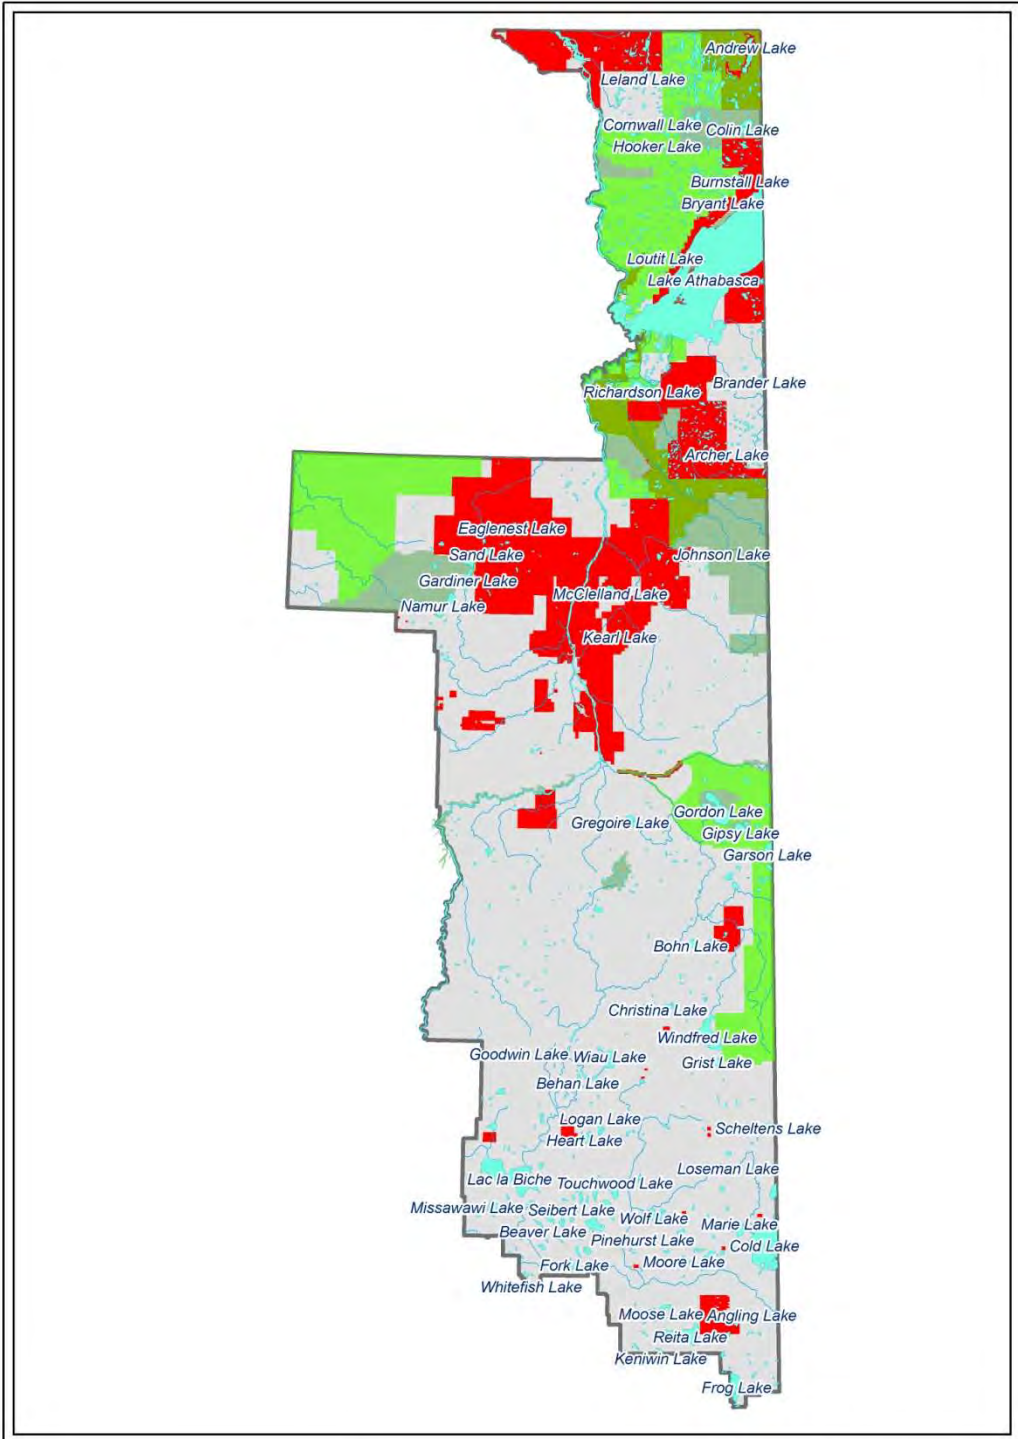 Andrew Lake
Leland Lake
Cornwall Lake
Colin Lake
Hooker Lake
Burnstall Lake
Bryant Lake
Loutit Lake
Lake Athabasca
Brander Lake
Richardson Lake
Archer Lake
Eaglenest Lake
Sand Lake
Johnson Lake
Gardiner Lake
McClelland Lake
Namur Lake
Kearl Lake
Gordon Lake
Gregoire Lake
Gipsy Lake
Garson Lake
Bohn Lake
Christina Lake
Windfred Lake
Goodwin Lake
Wiau Lake
Grist Lake
Behan Lake
Logan Lake
Scheltens Lake
Heart Lake
Loseman Lake
Lac la Biche
Touchwood Lake
Missawawi Lake
Seibert Lake
Wolf Lake
Marie Lake
Beaver Lake
Pinehurst Lake
Cold Lake
Fork Lake
Moore Lake
Whitefish Lake
Moose Lake
Angling Lake
Reita Lake
Keniwin Lake
Frog Lake